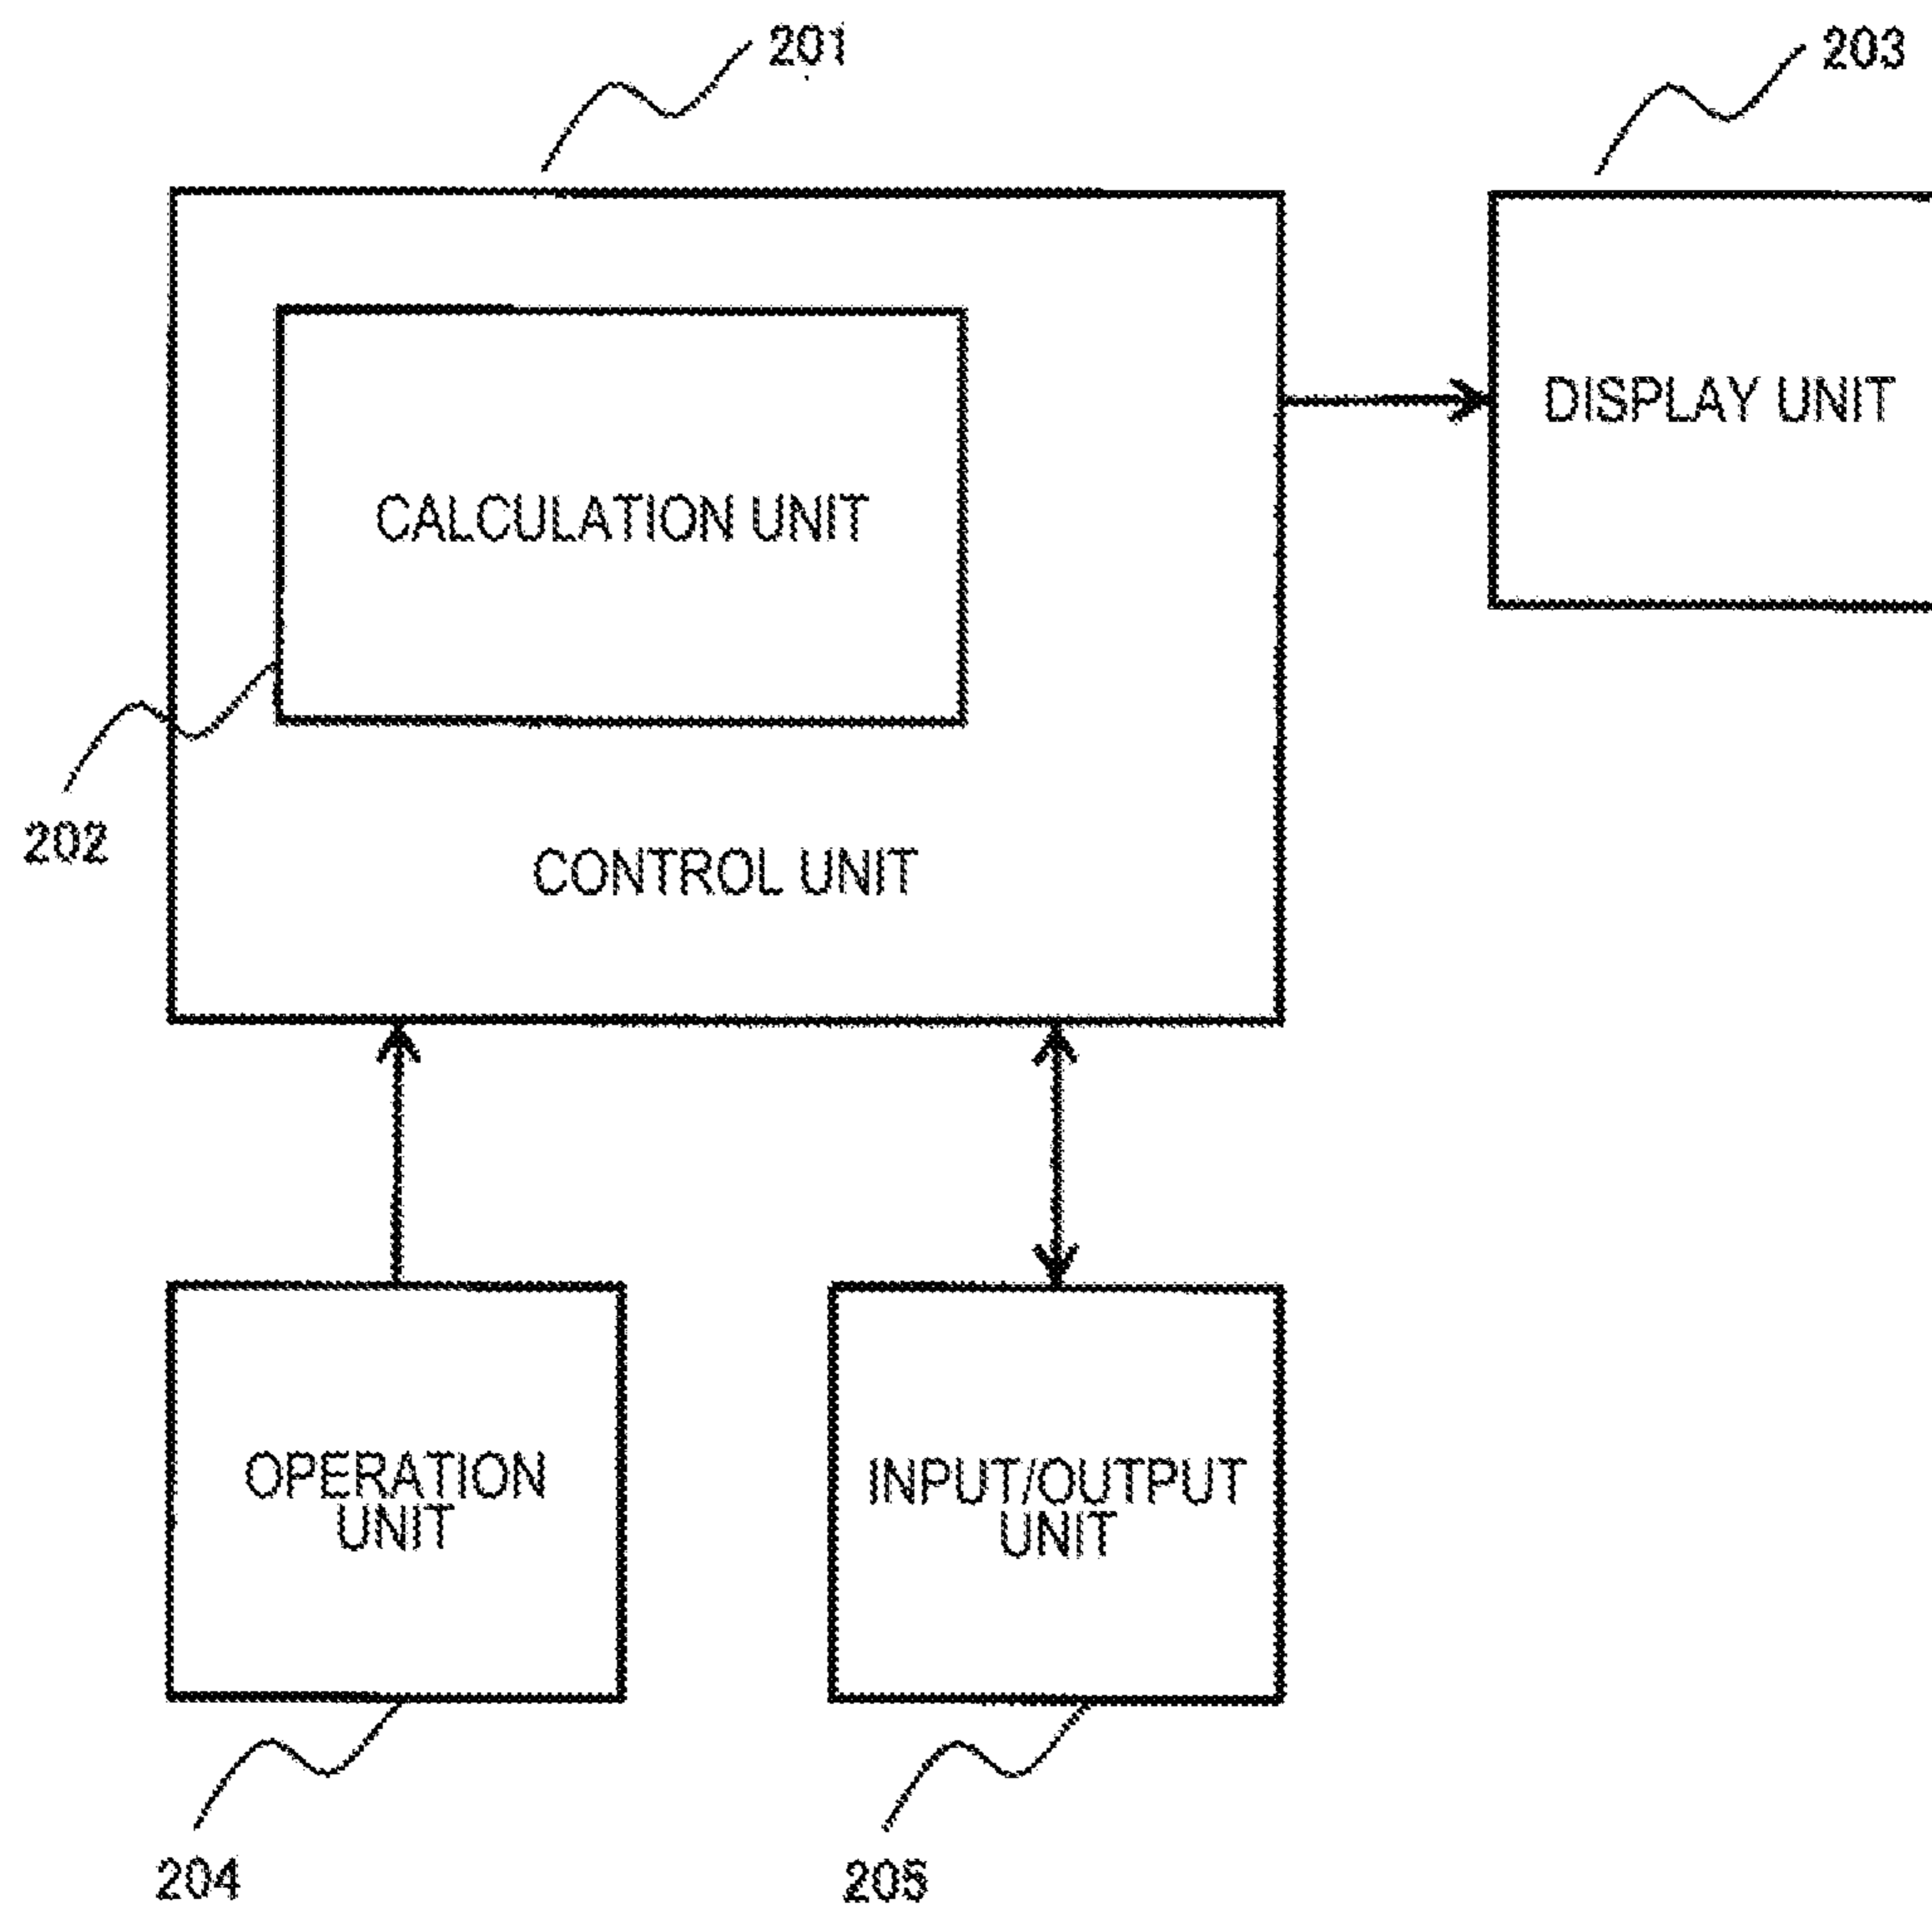 201
203
DISPLAY UNIT
CALCULATION UNIT
202
CONTROL UNIT
OPERATION
UNIT
INPUT/OUTPUT
UNIT
204
205